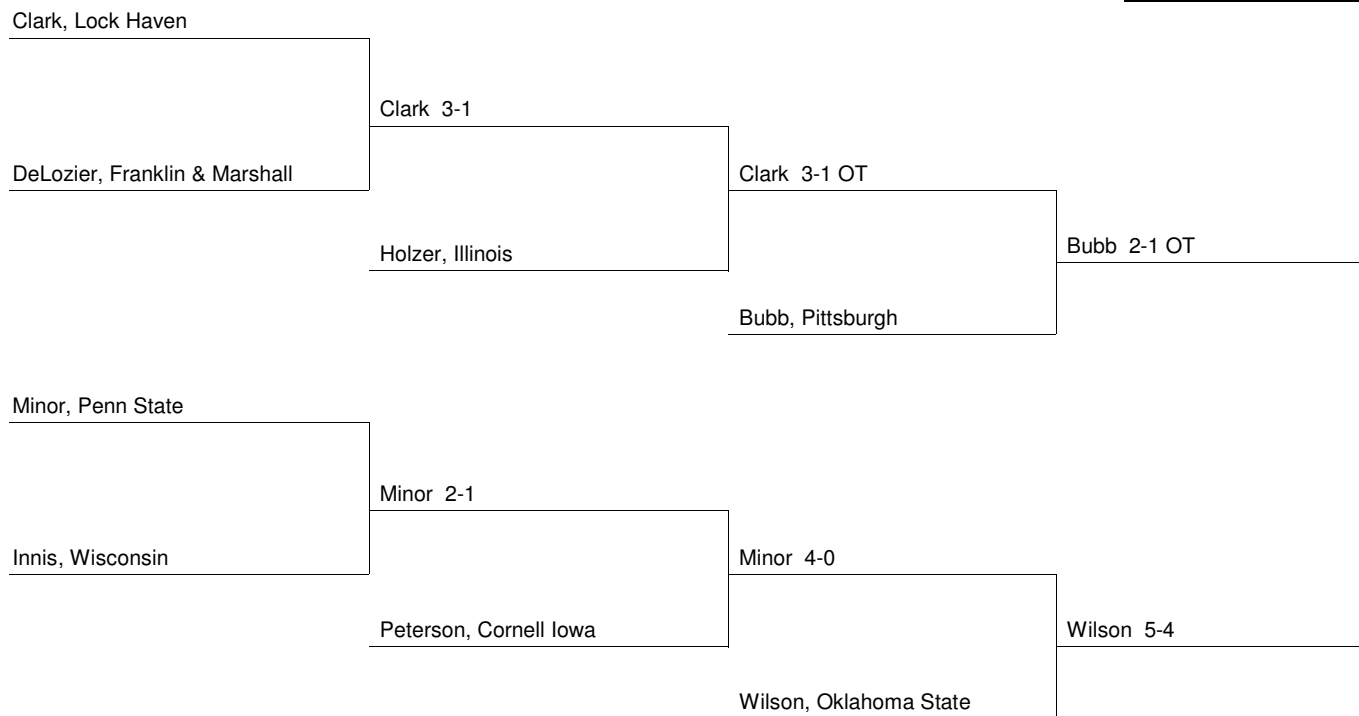 Clark, Lock Haven
Clark 3-1
DeLozier, Franklin & Marshall
Clark 3-1 OT
Holzer, Illinois
Bubb 2-1 OT
Bubb, Pittsburgh
Minor, Penn State
Minor 2-1
Innis, Wisconsin
Minor 4-0
Peterson, Cornell Iowa
Wilson 5-4
Wilson, Oklahoma State